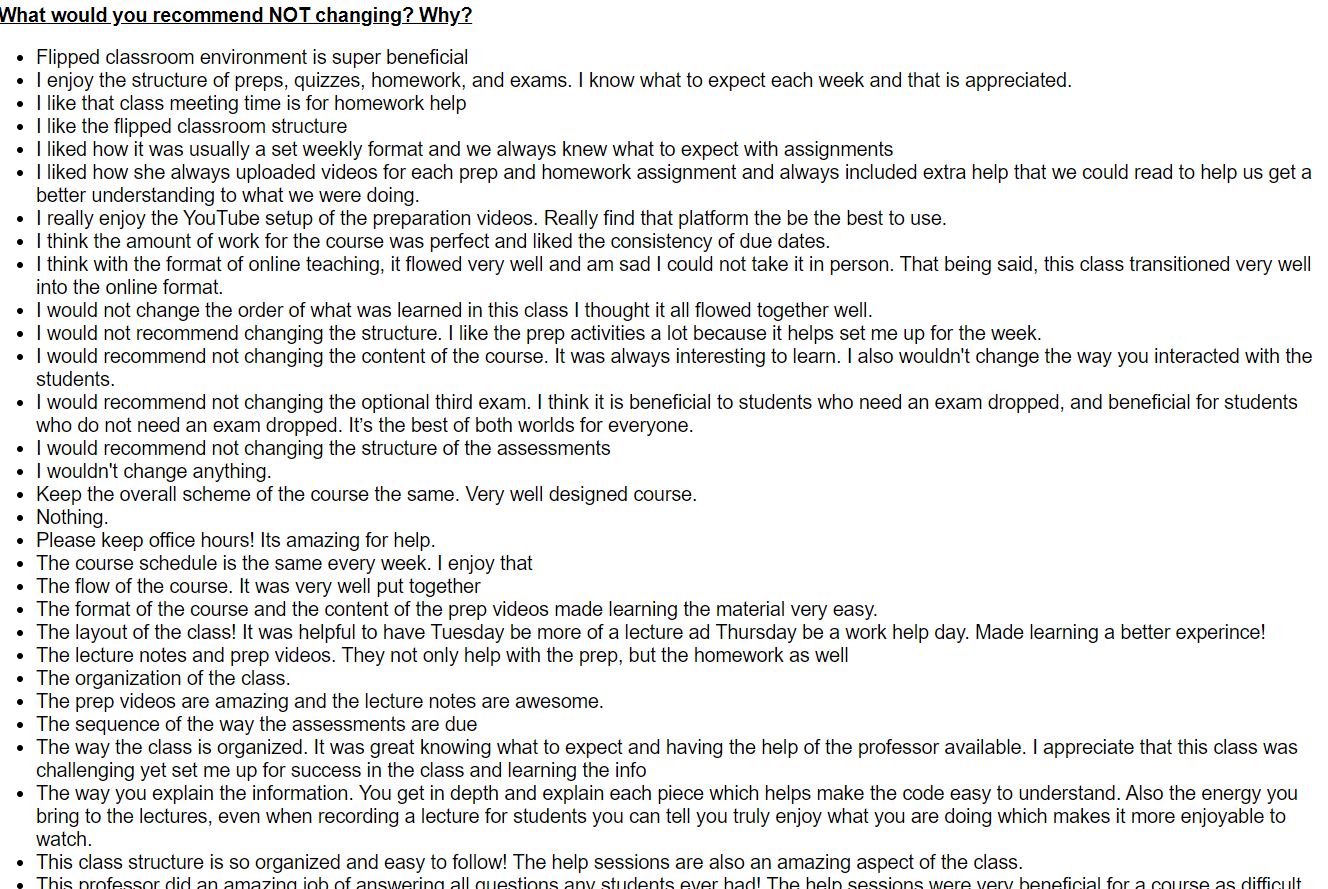 What would you recommend NOT changing? Why?
• Flipped classroom environment is super beneficial
• I enjoy the structure of preps, quizzes, homework, and exams. I know what to expect each week and that is appreciated.
• I like that class meeting time is for homework help
• I like the flipped classroom structure
• I liked how it was usually a set weekly format and we always knew what to expect with assignments
• I liked how she always uploaded videos for each prep and homework assignment and always included extra help that we could read to help us get a
better understanding to what we were doing.
• I really enjoy the YouTube setup of the preparation videos. Really find that platform the be the best to use.
• I think the amount of work for the course was perfect and liked the consistency of due dates.
• I think with the format of online teaching, it flowed very well and am sad I could not take it in person. That being said, this class transitioned very well
into the online format.
• I would not change the order of what was learned in this class I thought it all flowed together well.
• I would not recommend changing the structure. I like the prep activities a lot because it helps set me up for the week.
• I would recommend not changing the content of the course. It was always interesting to learn. I also wouldn't change the way you interacted with the
students.
• I would recommend not changing the optional third exam. I think it is beneficial to students who need an exam dropped, and beneficial for students
who do not need an exam dropped. It's the best of both worlds for everyone.
• I would recommend not changing the structure of the assessments
• I wouldn't change anything.
• Keep the overall scheme of the course the same. Very well designed course.
• Nothing.
• Please keep office hours! Its amazing for help.
• The course schedule is the same every week. I enjoy that
• The flow of the course. It was very well put together
• The format of the course and the content of the prep videos made learning the material very easy.
• The layout of the class! It was helpful to have Tuesday be more of a lecture ad Thursday be a work help day. Made learning a better experince!
• The lecture notes and prep videos. They not only help with the prep, but the homework as well
• The organization of the class.
• The prep videos are amazing and the lecture notes are awesome.
• The sequence of the way the assessments are due
• The way the class is organized. It was great knowing what to expect and having the help of the professor available. I appreciate that this class was
challenging yet set me up for success in the class and learning the info
• The way you explain the information. You get in depth and explain each piece which helps make the code easy to understand. Also the energy you
bring to the lectures, even when recording a lecture for students you can tell you truly enjoy what you are doing which makes it more enjoyable to
watch.
• This class structure is so organized and easy to follow! The help sessions are also an amazing aspect of the class.
• This professor did an amazing job of answering all questions any students ever had! The help sessions were very beneficial for a course as difficult